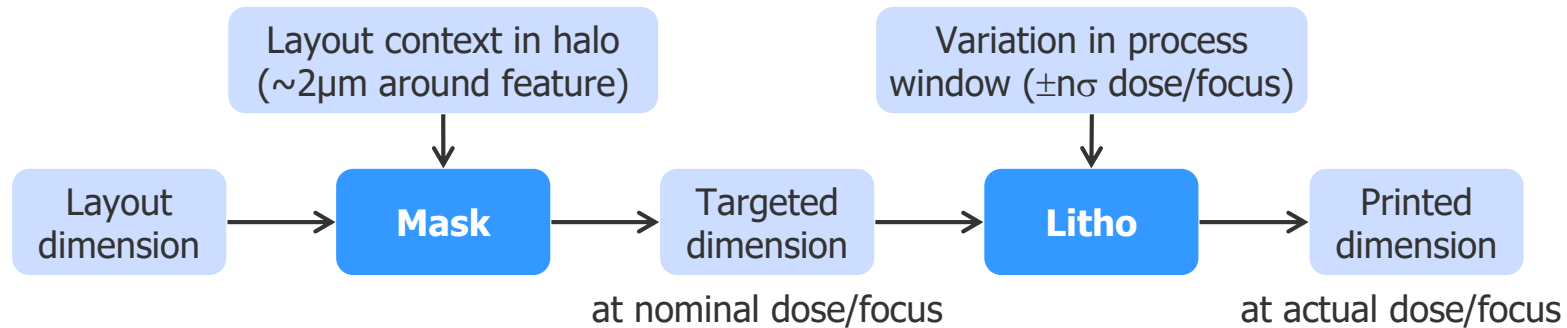 Layout context in halo
(~2µm around feature)
Variation in process
window (±nσ dose/focus)
Layout
dimension
Mask
Targeted
dimension
Litho
Printed
dimension
at nominal dose/focus
at actual dose/focus